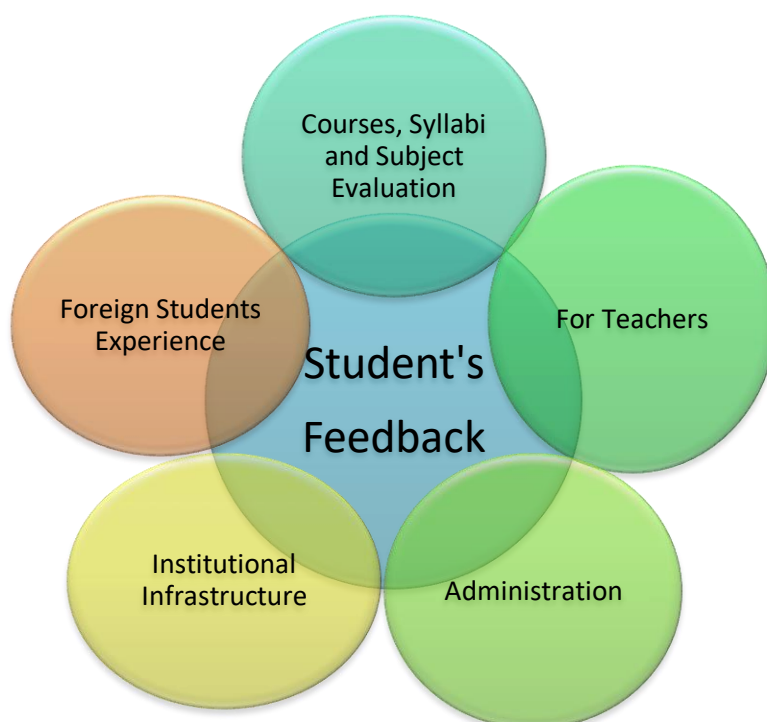 Courses, Syllabi
and Subject
Evaluation
For Teachers
Administration
Institutional
Infrastructure
Foreign Students
Experience
Student's
Feedback